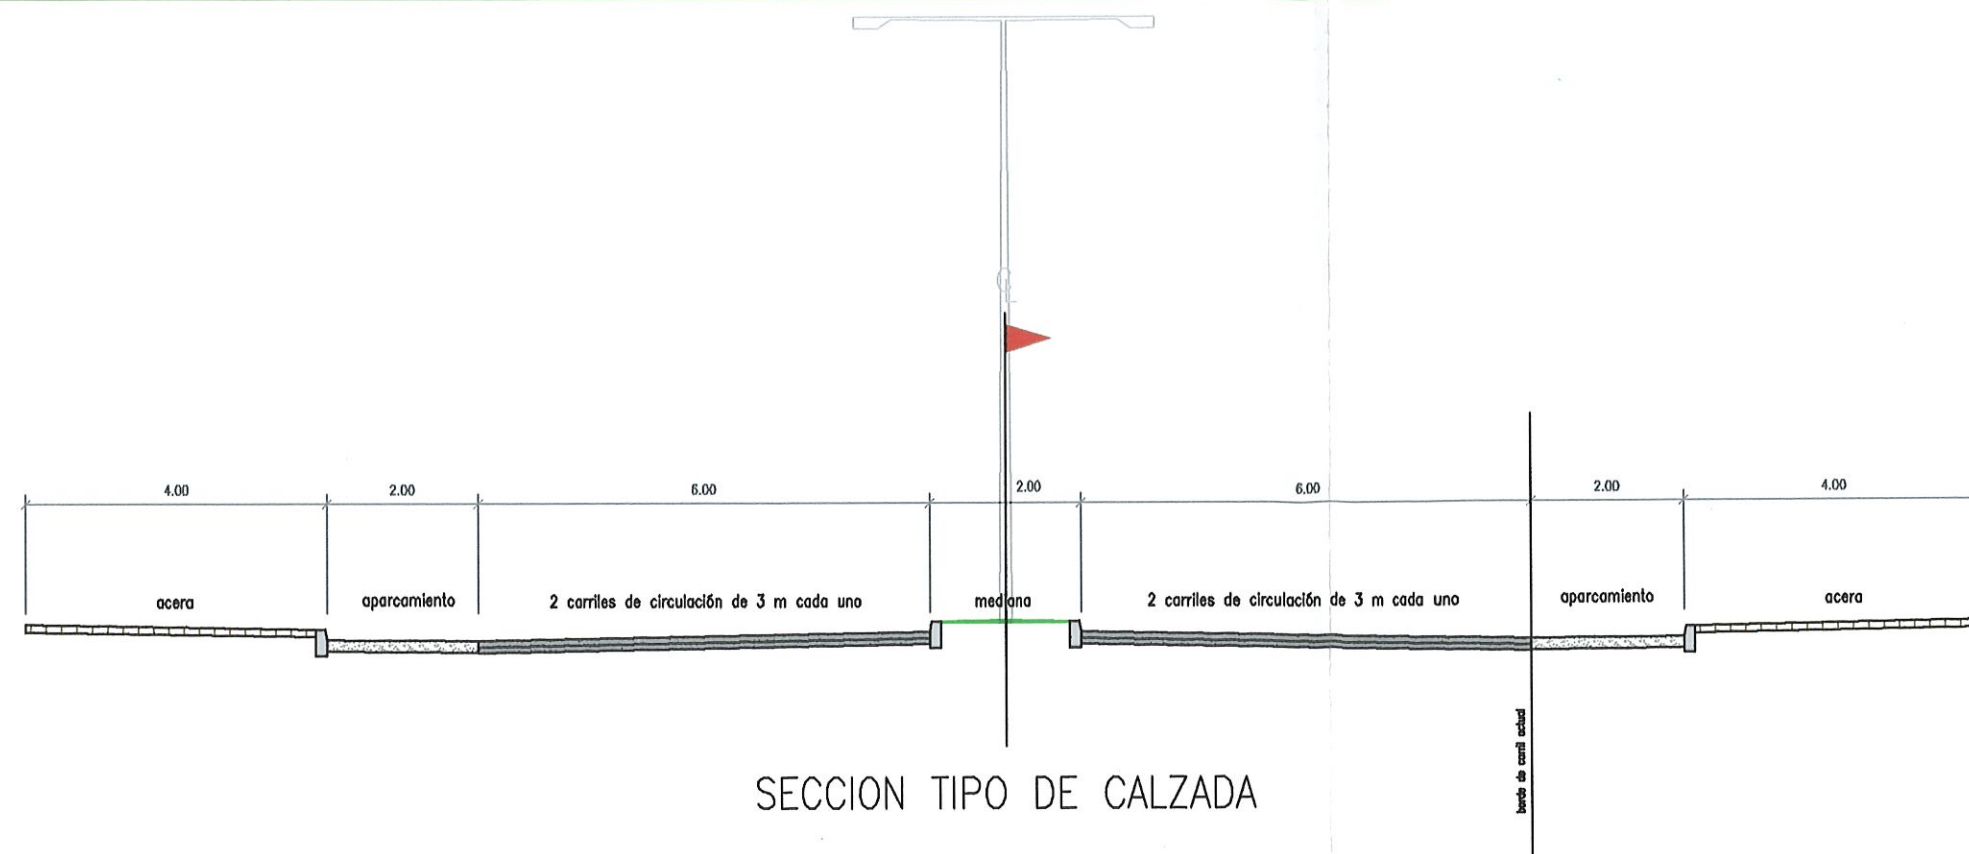 4.00 2.00 6.00 2.00 6.00 2.00 4.00
acera aparcamiento 2 carriles de circulación de 3 m cada uno mediana 2 carriles de circulación de 3 m cada uno aparcamiento acera
borde de carril actual
SECCION TIPO DE CALZADA